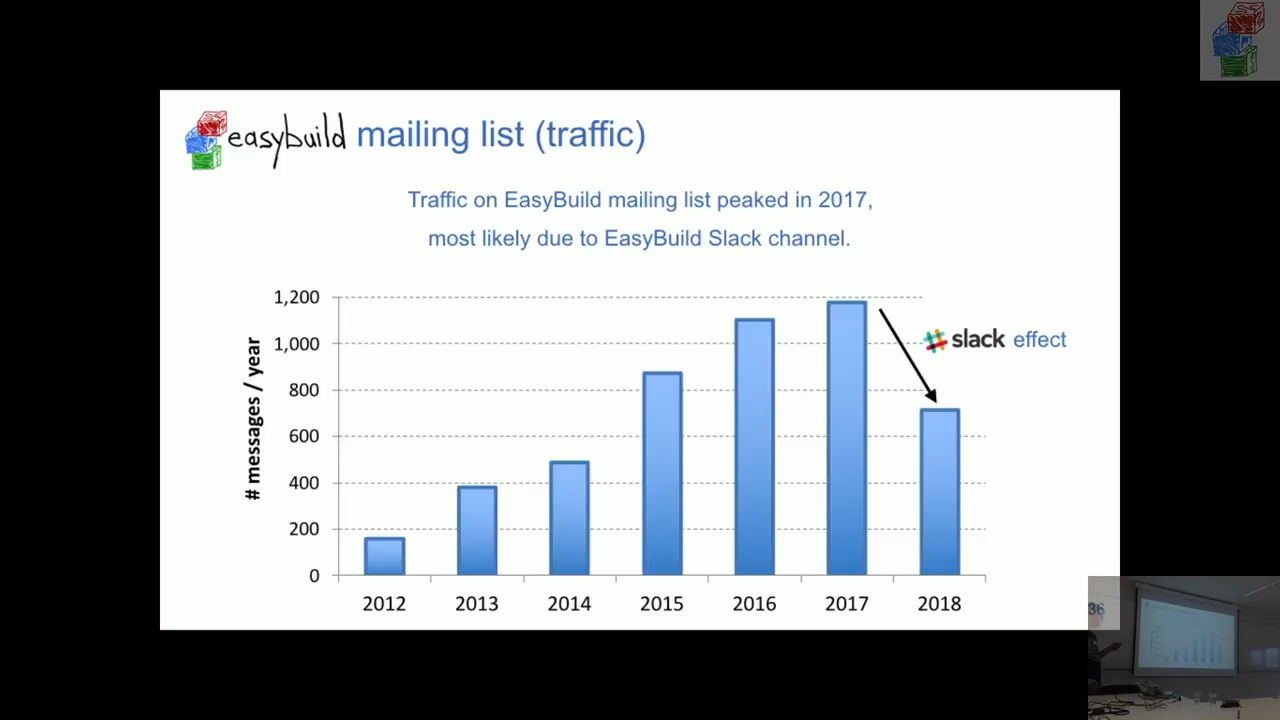 easybuild mailing list (traffic)
Traffic on EasyBuild mailing list peaked in 2017,
most likely due to EasyBuild Slack channel.
# messages / year
1,200
1,000
800
600
400
200
0
slack effect
2012 2013 2014 2015 2016 2017 2018
36